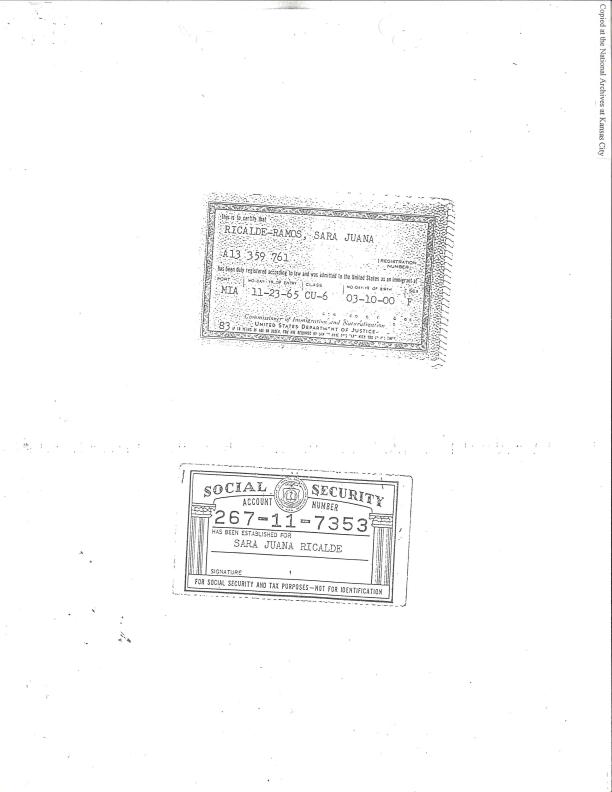 Copied at the National Archives at Kansas City
This is to certify that
RICALDE-RAMOS, SARA JUANA
A13 359 761
REGISTRATION NUMBER
has been duly registered according to law and was admitted to the United States as an immigrant at
PORT MO-DAY-YR OF ENTRY CLASS MO-DAY-YR OF BIRTH SEX
MIA 11-23-65 CU-6 03-10-00 F
Commissioner of Immigration and Naturalization
UNITED STATES DEPARTMENT OF JUSTICE
83
SOCIAL SECURITY
ACCOUNT NUMBER
267-11-7353
HAS BEEN ESTABLISHED FOR
SARA JUANA RICALDE
SIGNATURE
FOR SOCIAL SECURITY AND TAX PURPOSES—NOT FOR IDENTIFICATION